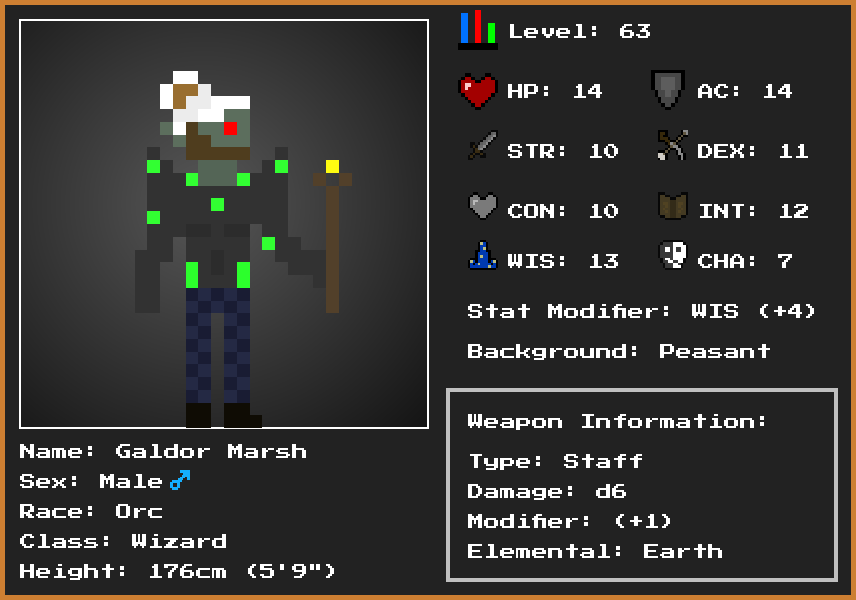 Level: 63
HP: 14
AC: 14
STR: 10
DEX: 11
CON: 10
INT: 12
WIS: 13
CHA: 7
Stat Modifier: WIS (+4)
Background: Peasant
Weapon Information:
Type: Staff
Damage: d6
Modifier: (+1)
Elemental: Earth
Name: Galdor Marsh
Sex: Male♂
Race: Orc
Class: Wizard
Height: 176cm (5'9")